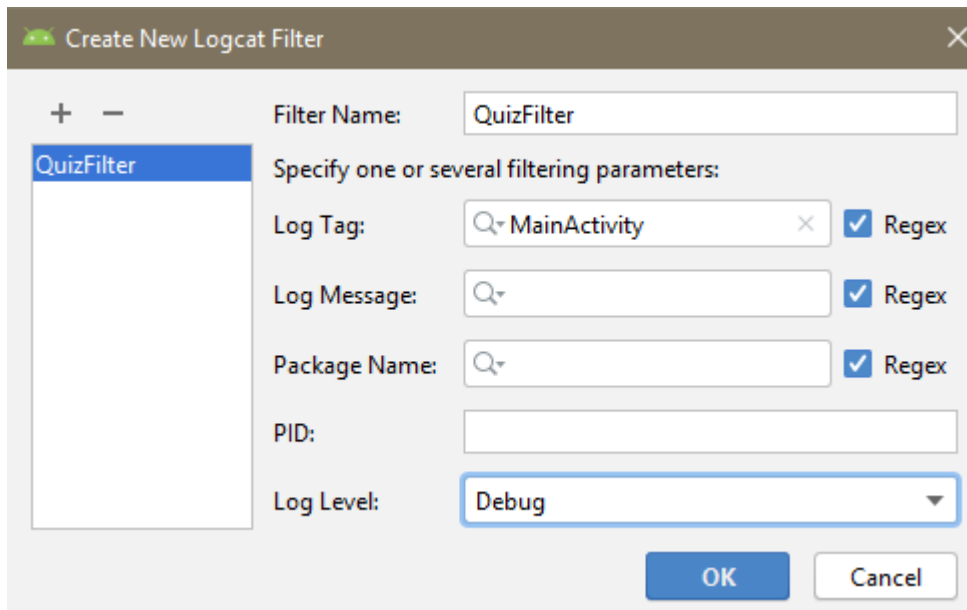 Create New Logcat Filter
Filter Name: QuizFilter
QuizFilter
Specify one or several filtering parameters:
Log Tag: MainActivity Regex
Log Message: Regex
Package Name: Regex
PID:
Log Level: Debug
OK Cancel